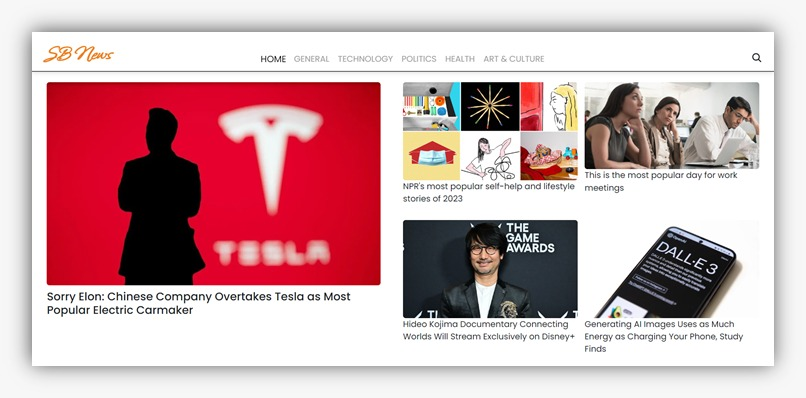 SB News
HOME GENERAL TECHNOLOGY POLITICS HEALTH ART & CULTURE
TESLA
Sorry Elon: Chinese Company Overtakes Tesla as Most
Popular Electric Carmaker
NPR's most popular self-help and lifestyle
stories of 2023
This is the most popular day for work
meetings
THE
GAME
AWARDS
Hideo Kojima Documentary Connecting
Worlds Will Stream Exclusively on Disney+
OpenAI
DALL·E 3
Generating AI Images Uses as Much
Energy as Charging Your Phone, Study
Finds